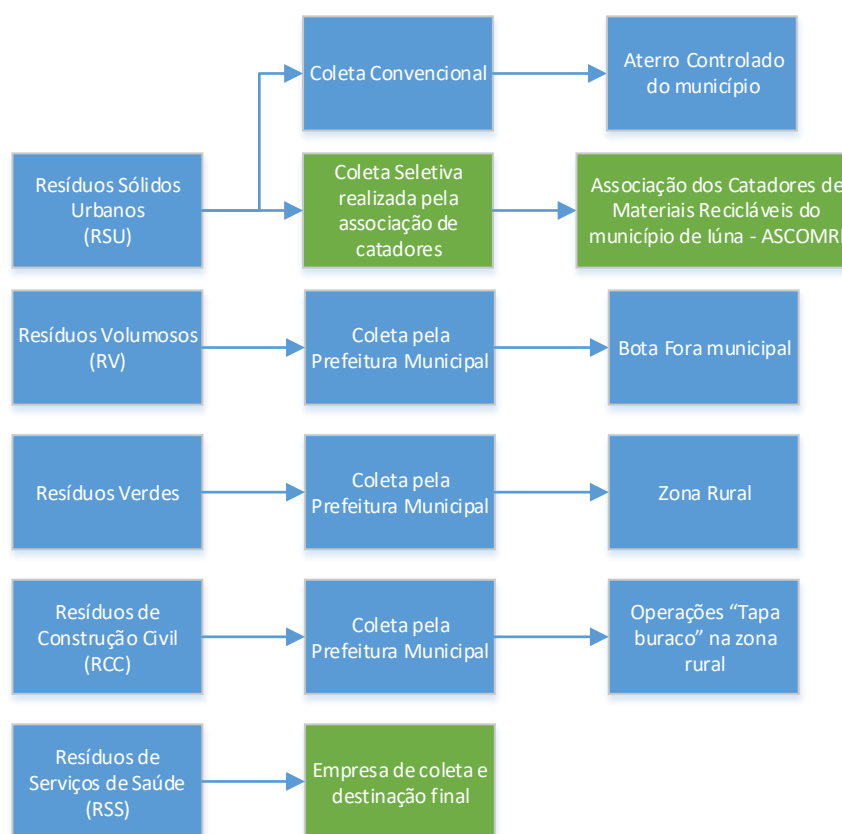 Coleta Convencional
Aterro Controlado
do município
Resíduos Sólidos
Urbanos
(RSU)
Coleta Seletiva
realizada pela
associação de
catadores
Associação dos Catadores de
Materiais Recicláveis do
município de Iúna - ASCOMRI
Resíduos Volumosos
(RV)
Coleta pela
Prefeitura Municipal
Bota Fora municipal
Resíduos Verdes
Coleta pela
Prefeitura Municipal
Zona Rural
Resíduos de
Construção Civil
(RCC)
Coleta pela
Prefeitura Municipal
Operações “Tapa
buraco” na zona
rural
Resíduos de
Serviços de Saúde
(RSS)
Empresa de coleta e
destinação final